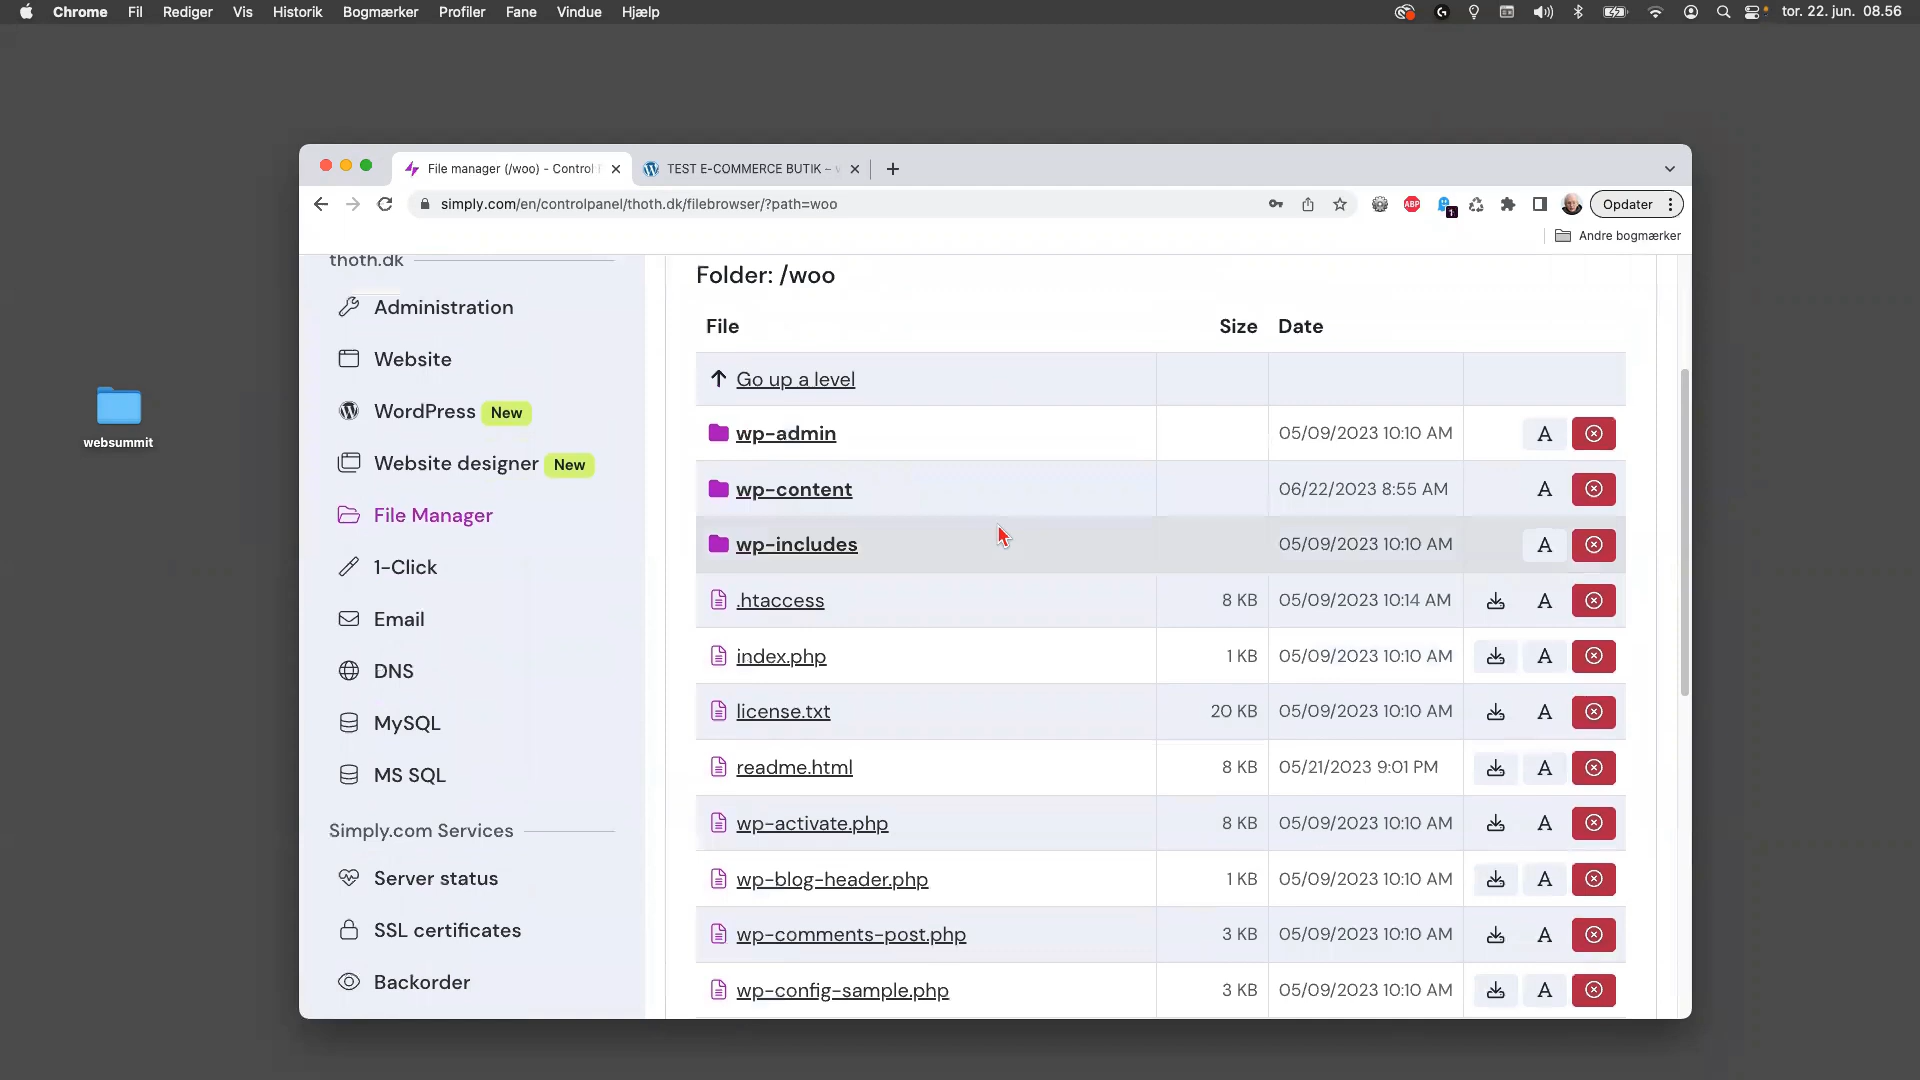 Chrome Fil Rediger Vis Historik Bogmærker Profiler Fane Vindue Hjælp tor. 22. jun. 08.56
File manager (/woo) - Control TEST E-COMMERCE BUTIK –
simply.com/en/controlpanel/thoth.dk/filebrowser/?path=woo ABP 1 Opdater
Andre bogmærker
websummit
thoth.dk
Administration
Website
WordPress New
Website designer New
File Manager
1-Click
Email
DNS
MySQL
MS SQL
Simply.com Services
Server status
SSL certificates
Backorder
Folder: /woo
File Size Date
Go up a level
wp-admin 05/09/2023 10:10 AM A
wp-content 06/22/2023 8:55 AM A
wp-includes 05/09/2023 10:10 AM A
.htaccess 8 KB 05/09/2023 10:14 AM A
index.php 1 KB 05/09/2023 10:10 AM A
license.txt 20 KB 05/09/2023 10:10 AM A
readme.html 8 KB 05/21/2023 9:01 PM A
wp-activate.php 8 KB 05/09/2023 10:10 AM A
wp-blog-header.php 1 KB 05/09/2023 10:10 AM A
wp-comments-post.php 3 KB 05/09/2023 10:10 AM A
wp-config-sample.php 3 KB 05/09/2023 10:10 AM A